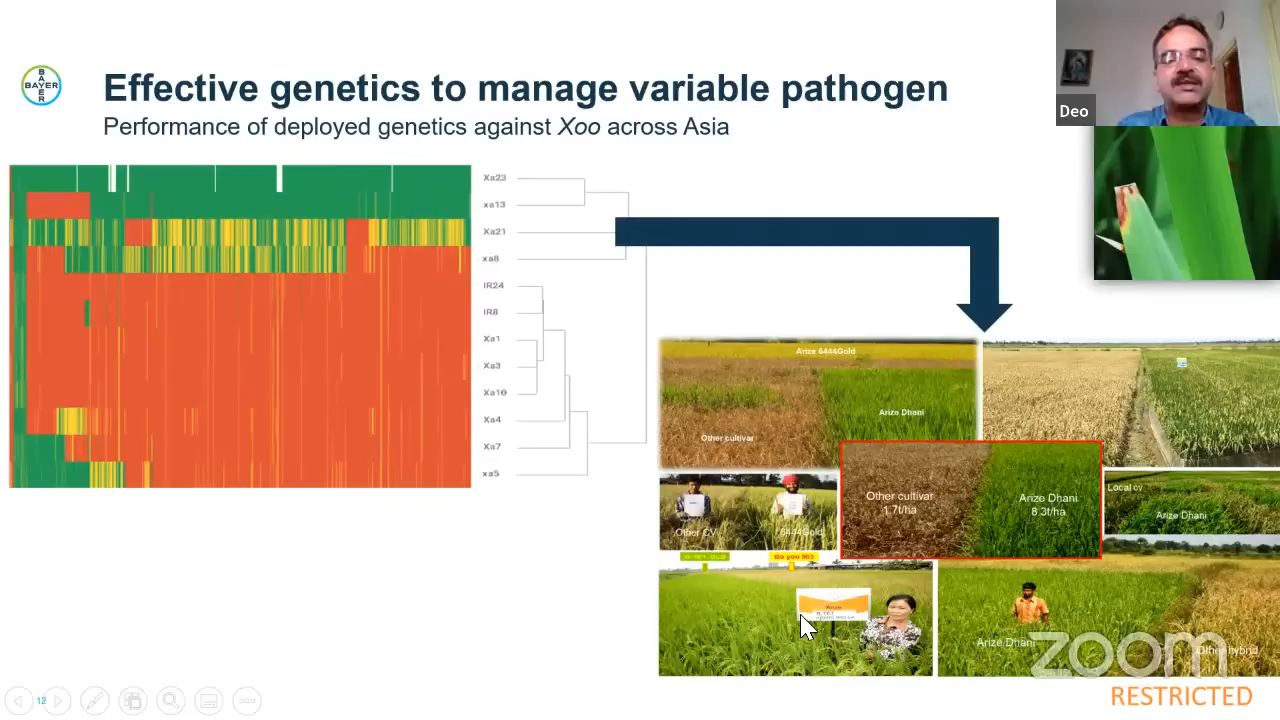 BAYER
BAYER
Effective genetics to manage variable pathogen
Performance of deployed genetics against Xoo across Asia
Deo
Xa23
xa13
Xa21
xa8
IR24
IR8
Xa1
Xa3
Xa10
Xa4
Xa7
xa5
Arize 6444Gold
Arize Dhani
Other cultivar
Other cultivar
1.7t/ha
Arize Dhani
8.3t/ha
Local cv
Arize Dhani
Other CV
6444Gold
Arize
Arize Dhani
Other hybrid
zoom
RESTRICTED
12